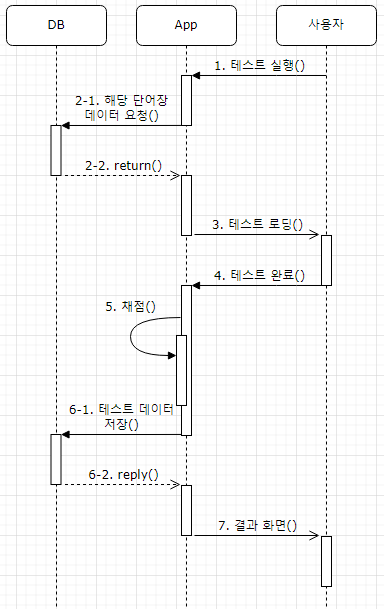 DB
App
사용자
1. 테스트 실행()
2-1. 해당 단어장
데이터 요청()
2-2. return()
3. 테스트 로딩()
4. 테스트 완료()
5. 채점()
6-1. 테스트 데이터
저장()
6-2. reply()
7. 결과 화면()